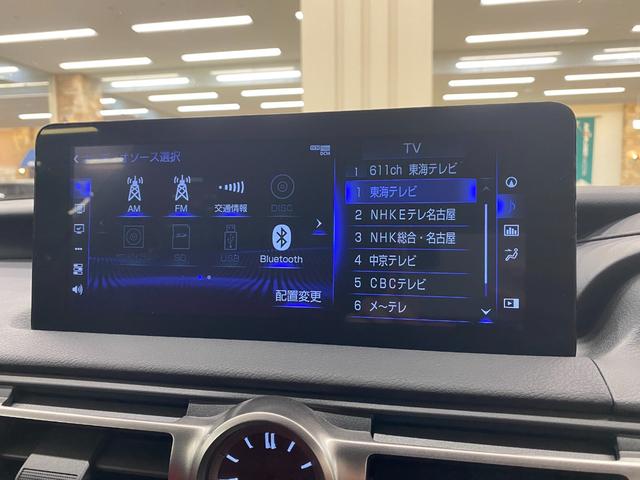 オソース選択
DCM
AM
FM
交通情報
DISC
SD
USB
Bluetooth
配置変更
TV
611ch 東海テレビ
1 東海テレビ
2 NHKEテレ名古屋
3 NHK総合・名古屋
4 中京テレビ
5 CBCテレビ
6 メ~テレ